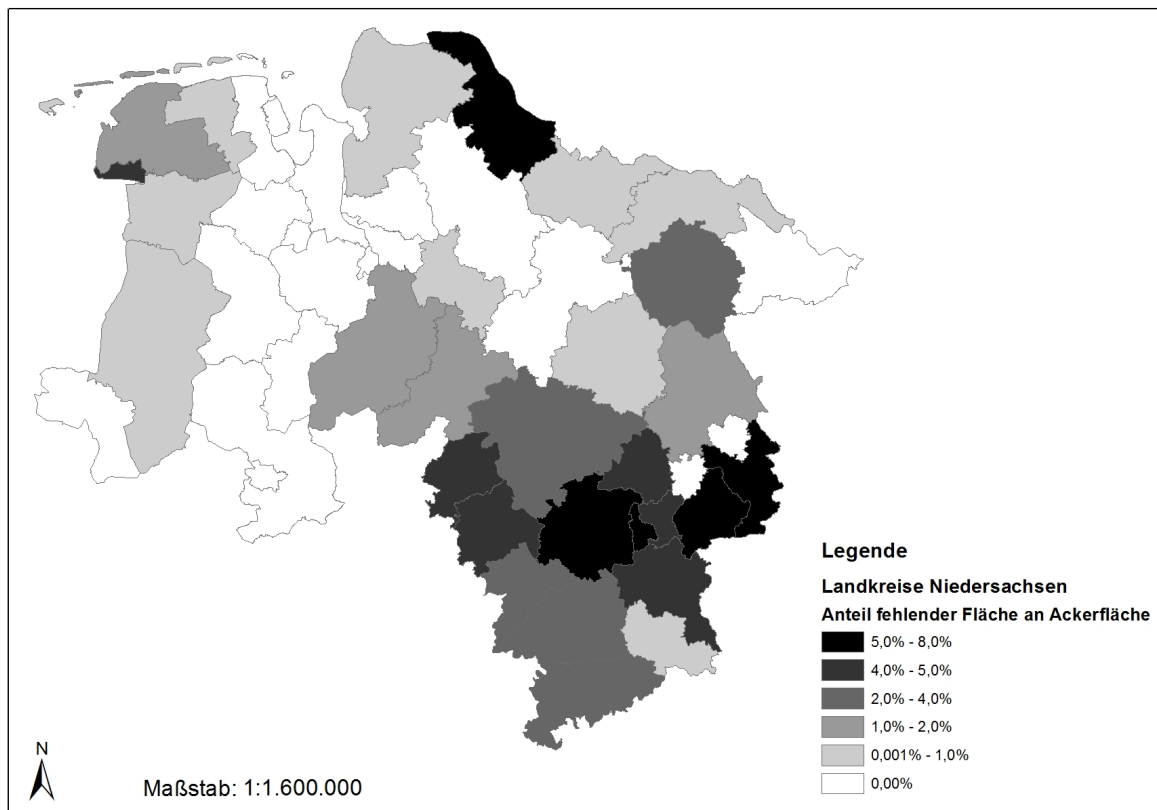 Legende
Landkreise Niedersachsen
Anteil fehlender Fläche an Ackerfläche
5,0% - 8,0%
4,0% - 5,0%
2,0% - 4,0%
1,0% - 2,0%
0,001% - 1,0%
0,00%
N
Maßstab: 1:1.600.000